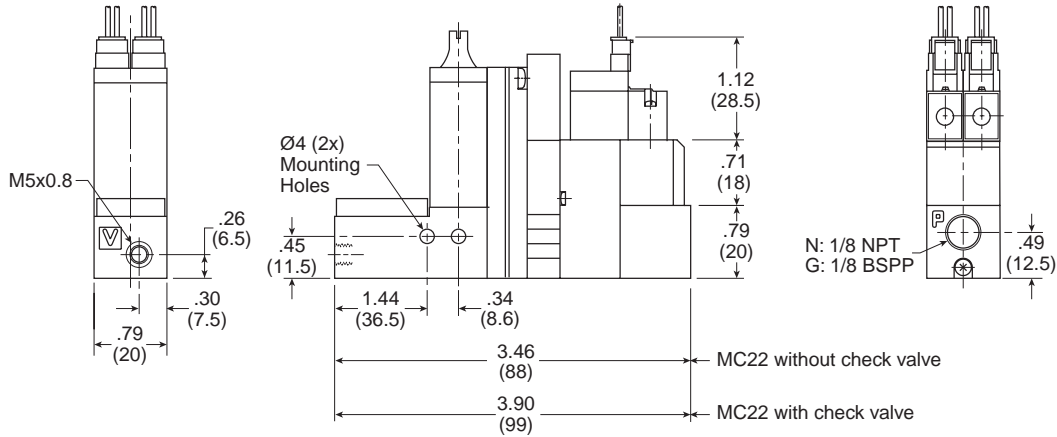 M5x0.8
V
.26
(6.5)
.30
(7.5)
.79
(20)
Ø4 (2x)
Mounting
Holes
.45
(11.5)
1.44
(36.5)
.34
(8.6)
3.46
(88)
MC22 without check valve
3.90
(99)
MC22 with check valve
1.12
(28.5)
.71
(18)
.79
(20)
P
N: 1/8 NPT
G: 1/8 BSPP
.49
(12.5)